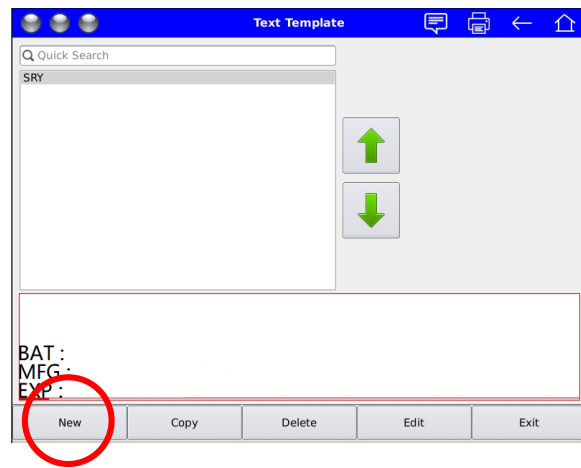 Text Template
Quick Search
SRY
BAT :
MFG :
EXP :
New Copy Delete Edit Exit